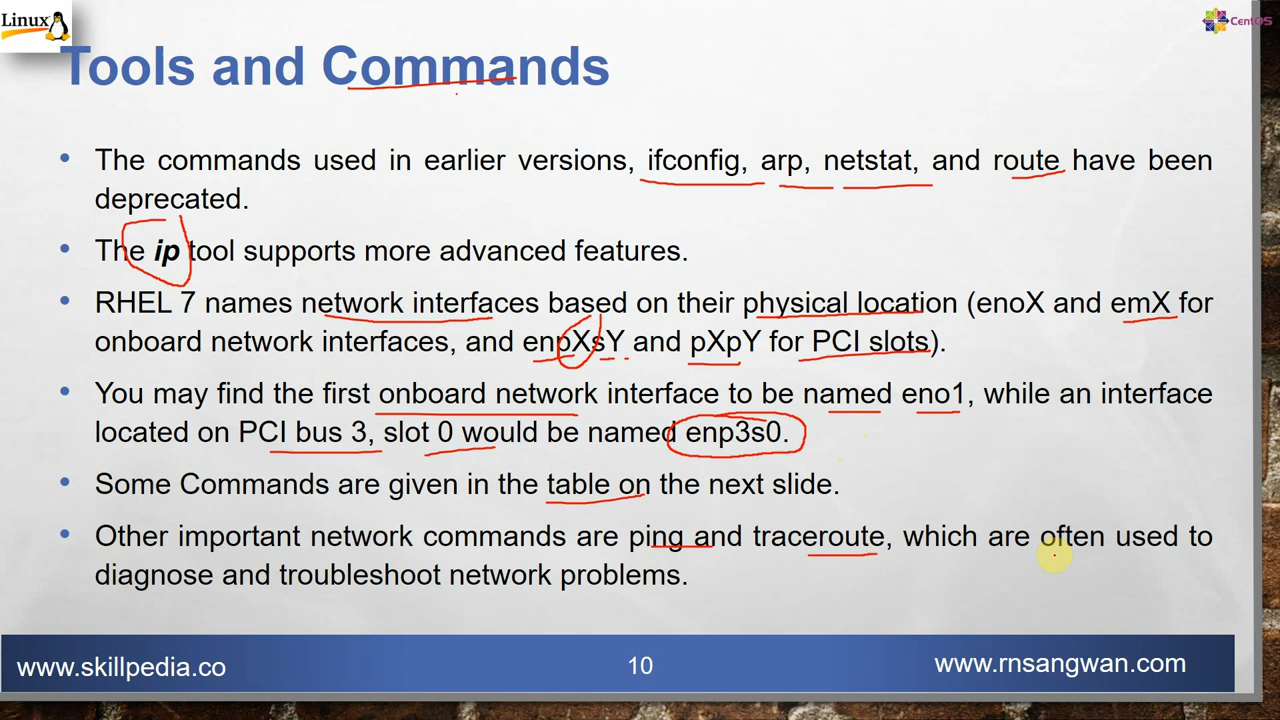 Linux
CentOS
Tools and Commands
• The commands used in earlier versions, ifconfig, arp, netstat, and route have been
deprecated.
• The ip tool supports more advanced features.
• RHEL 7 names network interfaces based on their physical location (enoX and emX for
onboard network interfaces, and enpXsY and pXpY for PCI slots).
• You may find the first onboard network interface to be named eno1, while an interface
located on PCI bus 3, slot 0 would be named enp3s0.
• Some Commands are given in the table on the next slide.
• Other important network commands are ping and traceroute, which are often used to
diagnose and troubleshoot network problems.
www.skillpedia.co
10
www.rnsangwan.com